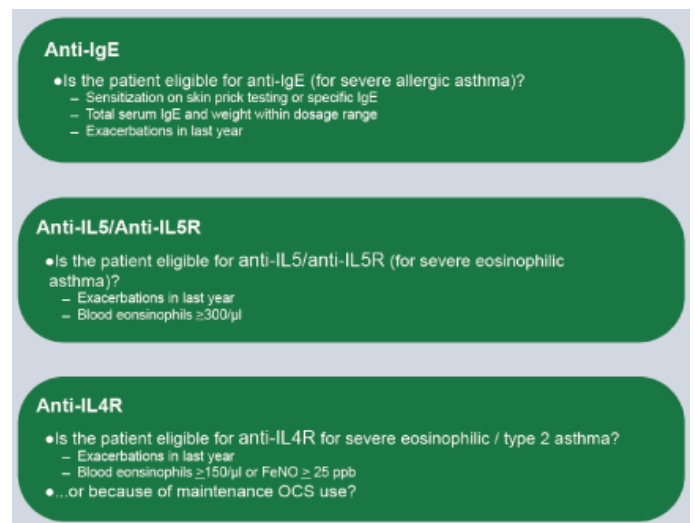 Anti-IgE
●Is the patient eligible for anti-IgE (for severe allergic asthma)?
– Sensitization on skin prick testing or specific IgE
– Total serum IgE and weight within dosage range
– Exacerbations in last year
Anti-IL5/Anti-IL5R
●Is the patient eligible for anti-IL5/anti-IL5R (for severe eosinophilic
asthma)?
– Exacerbations in last year
– Blood eonsinophils ≥300/µl
Anti-IL4R
●Is the patient eligible for anti-IL4R for severe eosinophilic / type 2 asthma?
– Exacerbations in last year
– Blood eonsinophils ≥150/µl or FeNO ≥ 25 ppb
●...or because of maintenance OCS use?